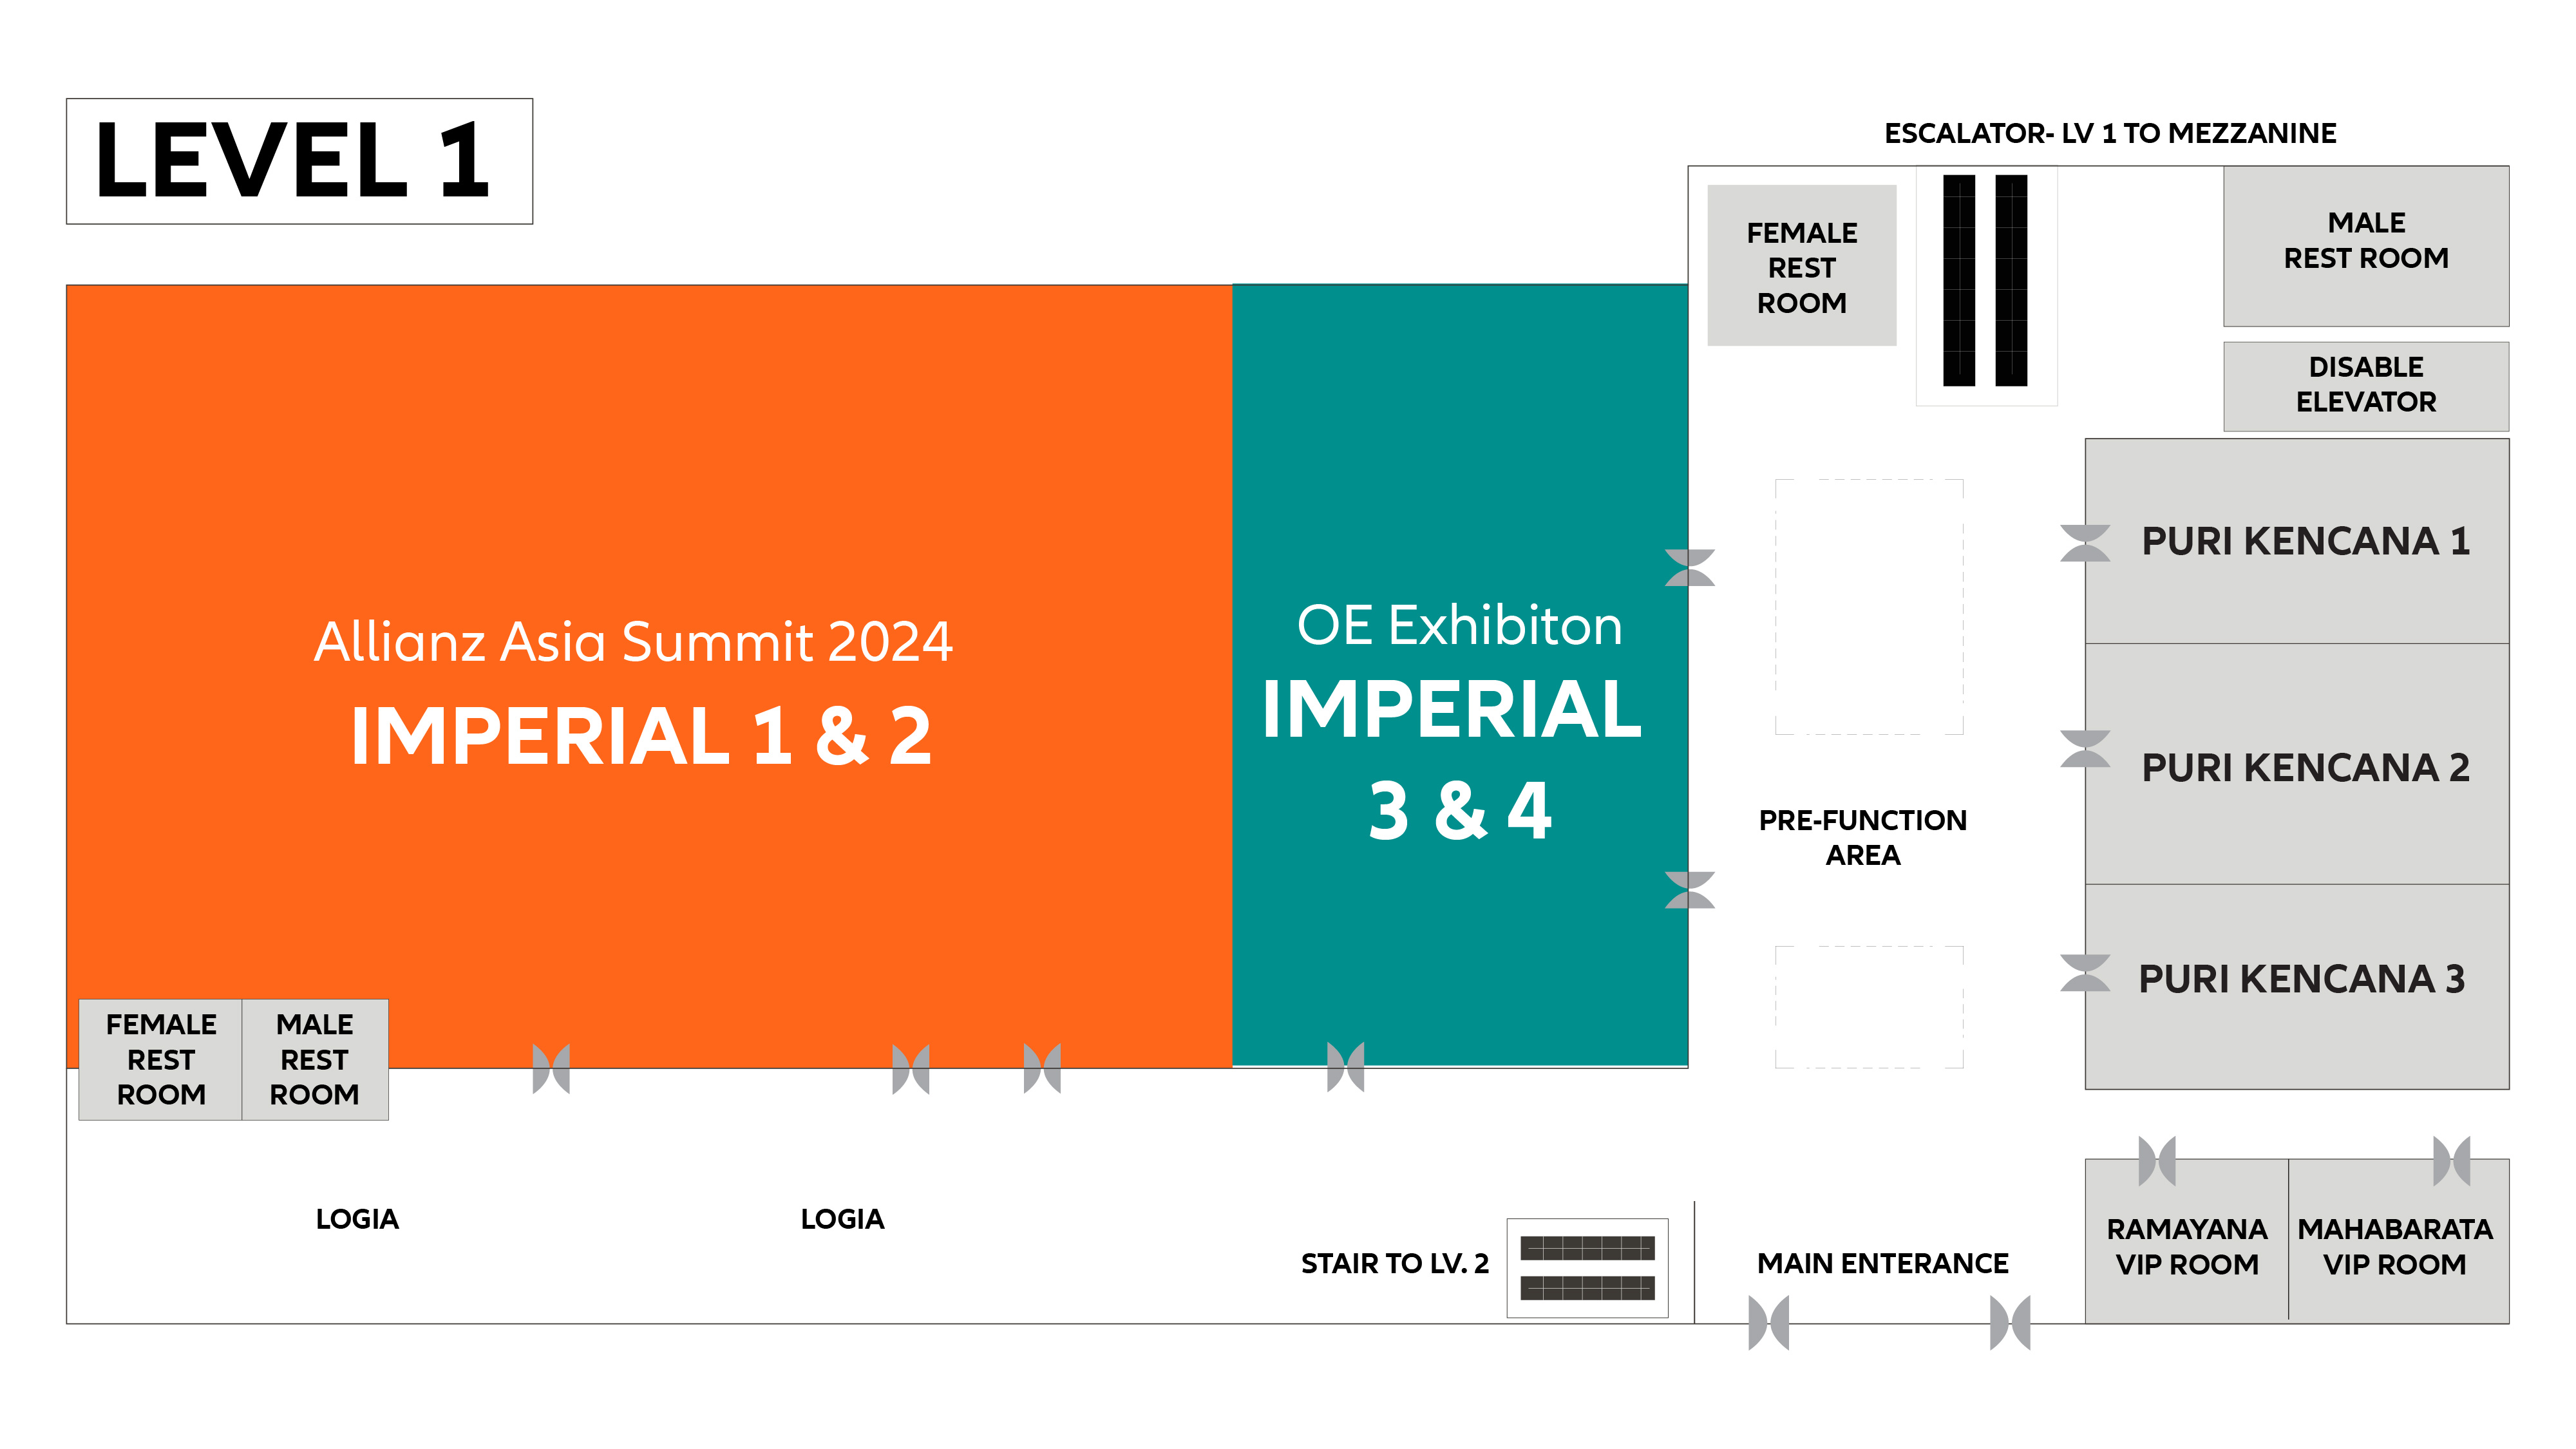 LEVEL 1
ESCALATOR- LV 1 TO MEZZANINE
FEMALE
REST
ROOM
MALE
REST ROOM
DISABLE
ELEVATOR
Allianz Asia Summit 2024
IMPERIAL 1 & 2
OE Exhibiton
IMPERIAL
3 & 4
PRE-FUNCTION
AREA
PURI KENCANA 1
PURI KENCANA 2
PURI KENCANA 3
FEMALE
REST
ROOM
MALE
REST
ROOM
LOGIA
LOGIA
STAIR TO LV. 2
MAIN ENTERANCE
RAMAYANA
VIP ROOM
MAHABARATA
VIP ROOM